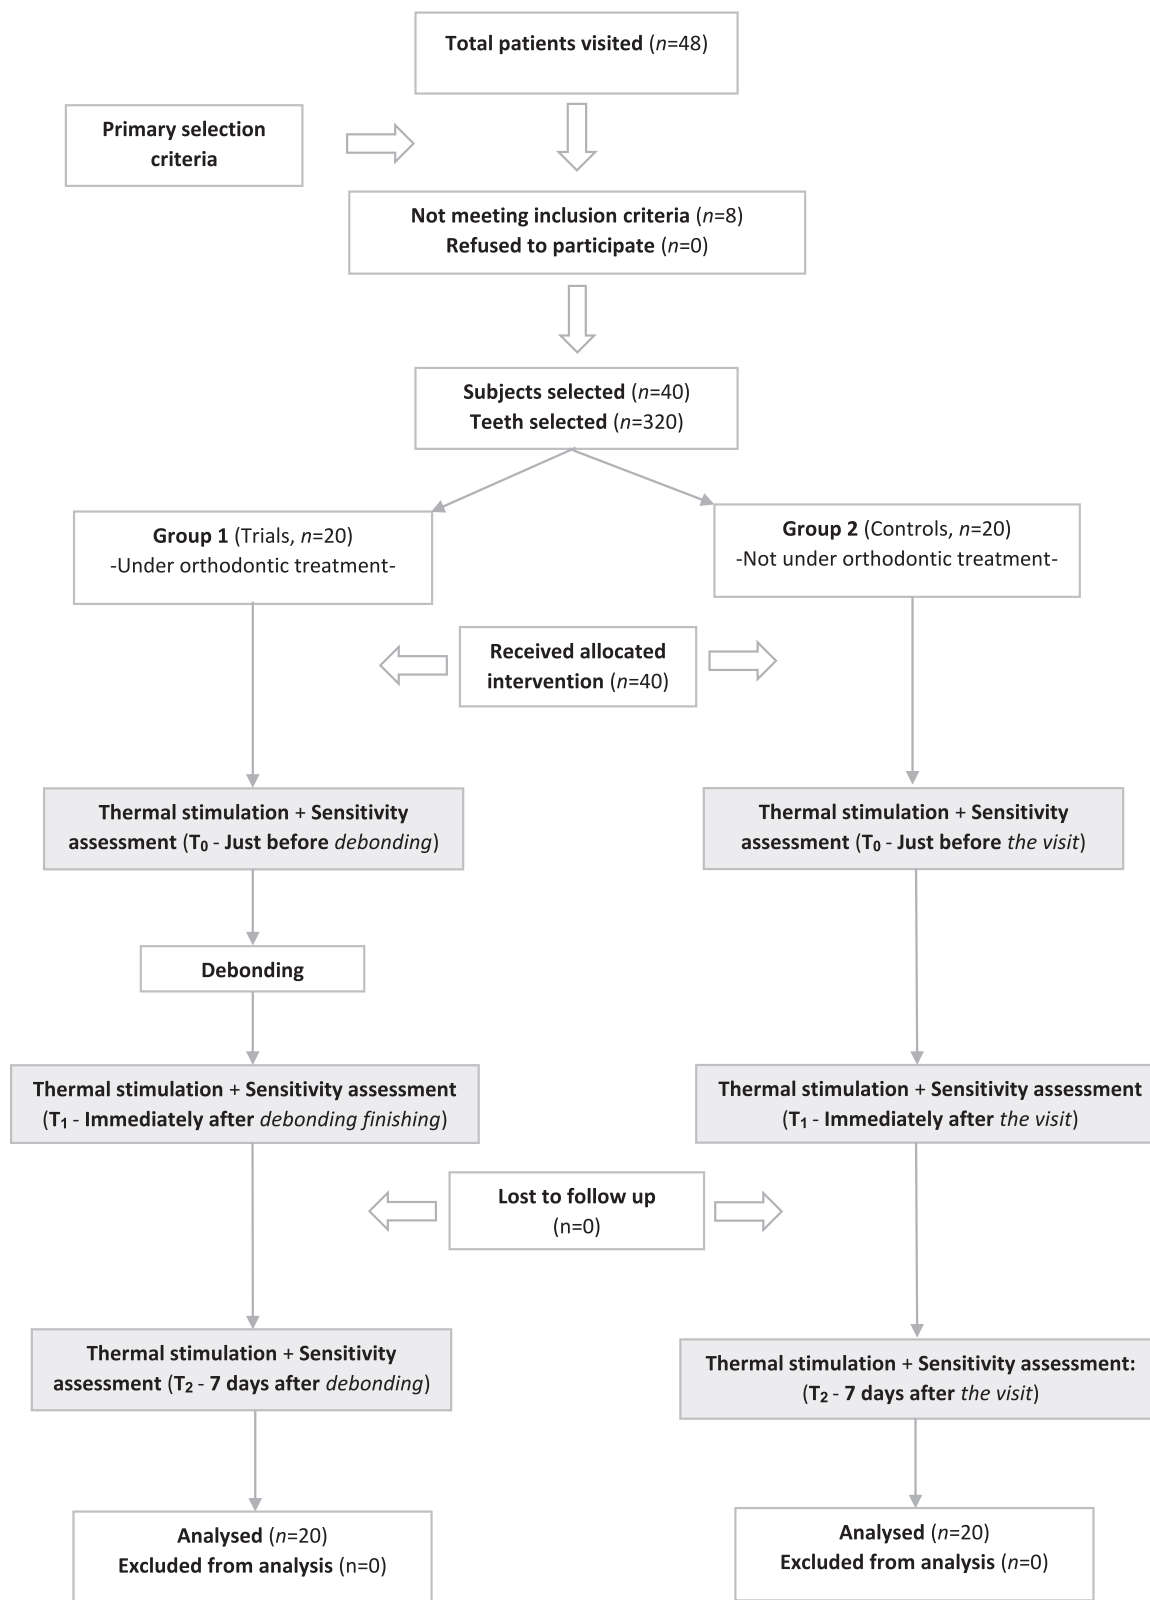 Total patients visited (n=48)
Primary selection
criteria
Not meeting inclusion criteria (n=8)
Refused to participate (n=0)
Subjects selected (n=40)
Teeth selected (n=320)
Group 1 (Trials, n=20)
-Under orthodontic treatment-
Group 2 (Controls, n=20)
-Not under orthodontic treatment-
Received allocated
intervention (n=40)
Thermal stimulation + Sensitivity
assessment (T₀ - Just before debonding)
Thermal stimulation + Sensitivity
assessment (T₀ - Just before the visit)
Debonding
Thermal stimulation + Sensitivity assessment
(T₁ - Immediately after debonding finishing)
Thermal stimulation + Sensitivity assessment
(T₁ - Immediately after the visit)
Lost to follow up
(n=0)
Thermal stimulation + Sensitivity
assessment (T₂ - 7 days after debonding)
Thermal stimulation + Sensitivity assessment:
(T₂ - 7 days after the visit)
Analysed (n=20)
Excluded from analysis (n=0)
Analysed (n=20)
Excluded from analysis (n=0)